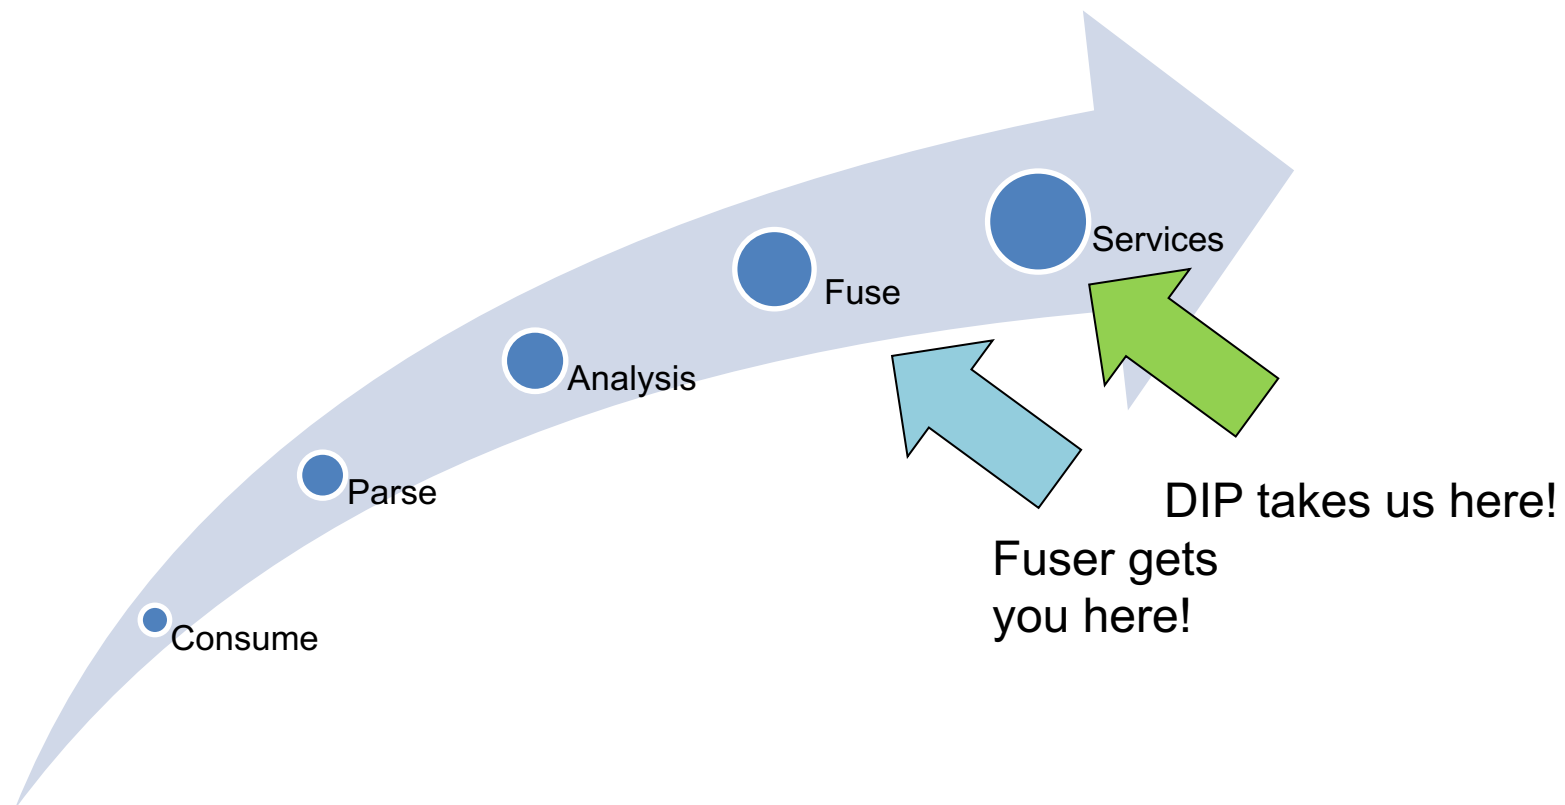 Services
Fuse
Analysis
Parse
Consume
DIP takes us here!
Fuser gets
you here!